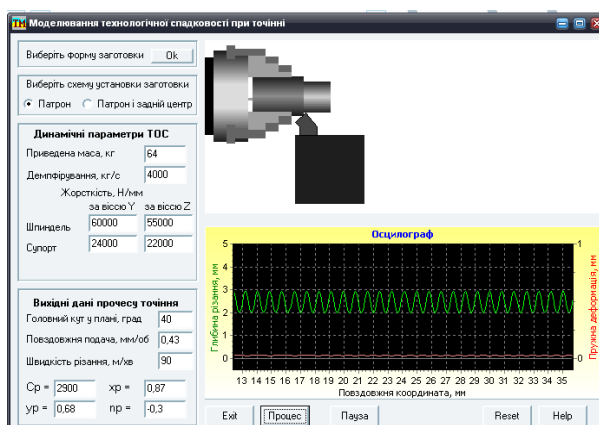 Моделювання технологічної спадковості при точінні
Виберіть форму заготовки Ok
Виберіть схему установки заготовки
Патрон Патрон і задній центр
Динамічні параметри ТОС
Приведена маса, кг 64
Демпфірування, кг/с 4000
Жорсткість, Н/мм
за віссю Y за віссю Z
Шпиндель 60000 55000
Супорт 24000 22000
Вихідні дані прочесу точіння
Головний кут у плані, град 40
Повздовжня подача, мм/об 0,43
Швидкість різання, м/хв 90
Cp = 2900 xp = 0,87
yp = 0,68 np = -0,3
Осцилограф
Глибина різання, мм
5
4
3
2
1
0
1
0
Пружна деформація, мм
13 14 15 16 17 18 19 20 21 22 23 24 25 26 27 28 29 30 31 32 33 34 35
Повздовжня координата, мм
Exit Процес Пауза Reset Help